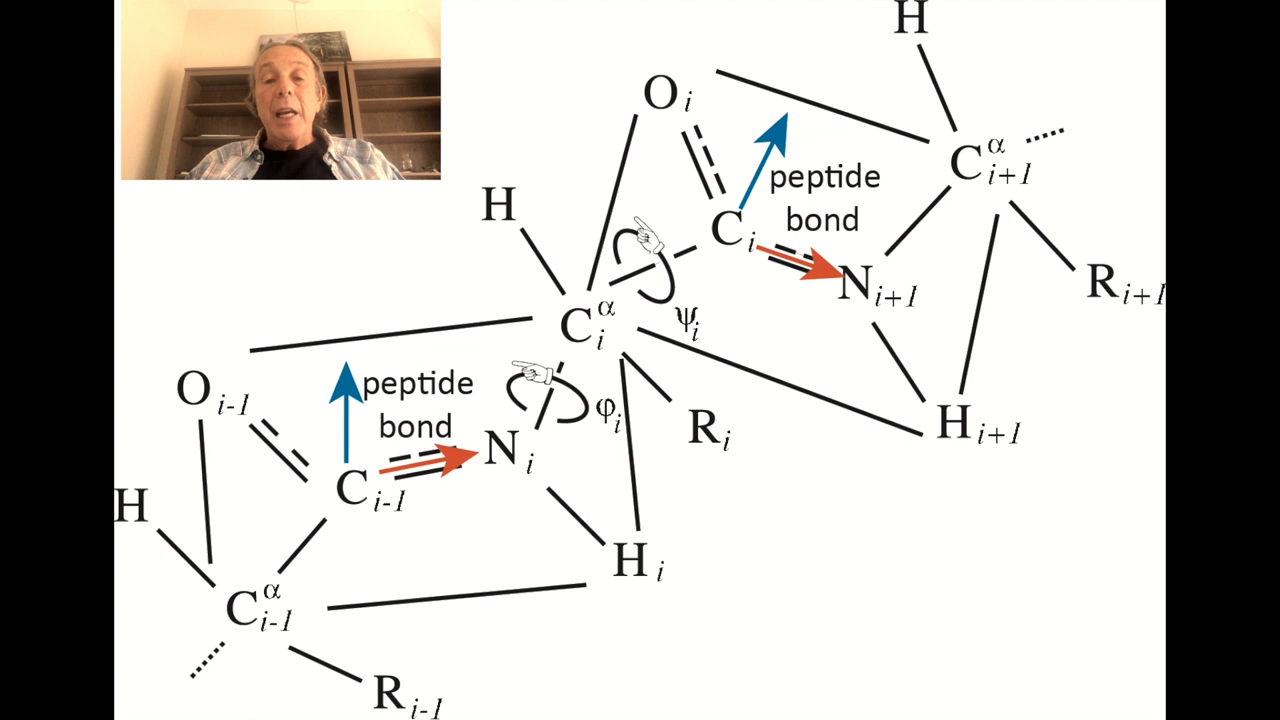 H
O i
C α i+1
peptide
bond
H
C i
N i+1
R i+1
C α i
ψ i
O i-1
peptide
bond
φ i
R i
N i
H i+1
C i-1
H
H i
C α i-1
R i-1